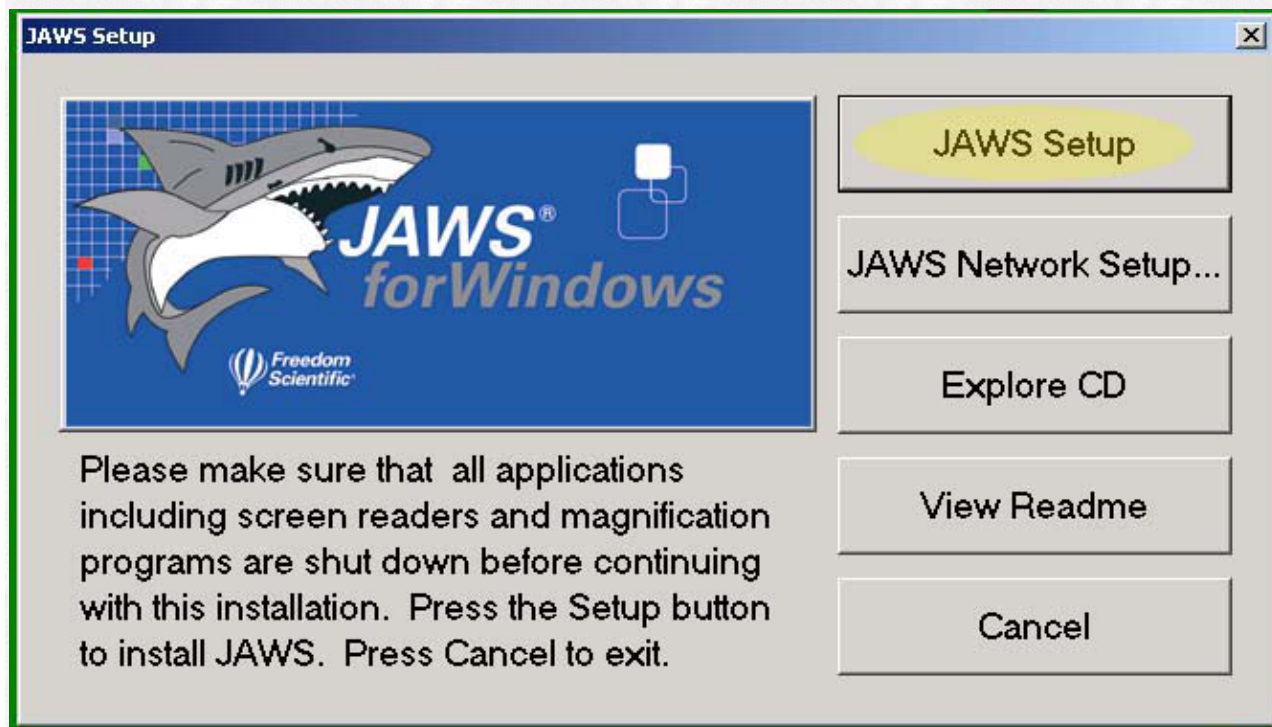 JAWS Setup
JAWS®
forWindows
Freedom
Scientific®
Please make sure that  all applications
including screen readers and magnification
programs are shut down before continuing
with this installation.  Press the Setup button
to install JAWS.  Press Cancel to exit.
JAWS Setup
JAWS Network Setup...
Explore CD
View Readme
Cancel